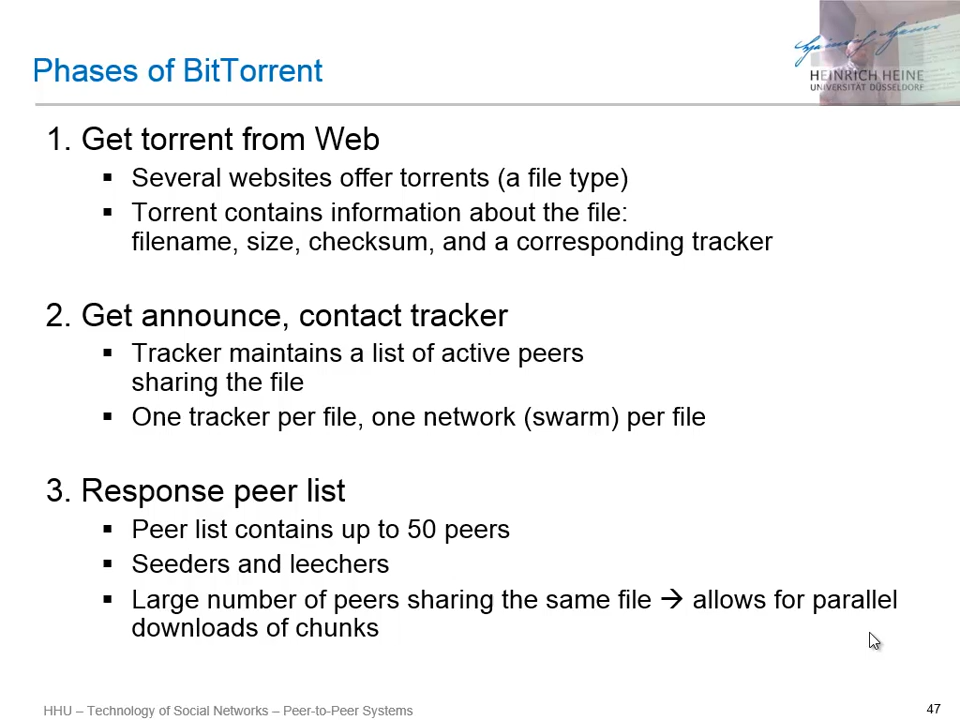 Phases of BitTorrent
HEINRICH HEINE
UNIVERSITÄT DÜSSELDORF
1. Get torrent from Web
▪ Several websites offer torrents (a file type)
▪ Torrent contains information about the file:
filename, size, checksum, and a corresponding tracker
2. Get announce, contact tracker
▪ Tracker maintains a list of active peers
sharing the file
▪ One tracker per file, one network (swarm) per file
3. Response peer list
▪ Peer list contains up to 50 peers
▪ Seeders and leechers
▪ Large number of peers sharing the same file → allows for parallel
downloads of chunks
HHU – Technology of Social Networks – Peer-to-Peer Systems
47